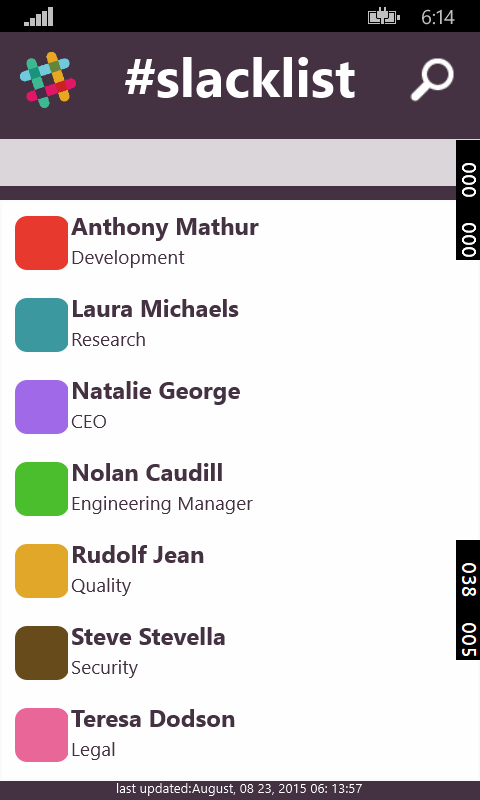 6:14
#slacklist
000
000
Anthony Mathur
Development
Laura Michaels
Research
Natalie George
CEO
Nolan Caudill
Engineering Manager
Rudolf Jean
Quality
038
005
Steve Stevella
Security
Teresa Dodson
Legal
last updated:August, 08 23, 2015 06: 13:57